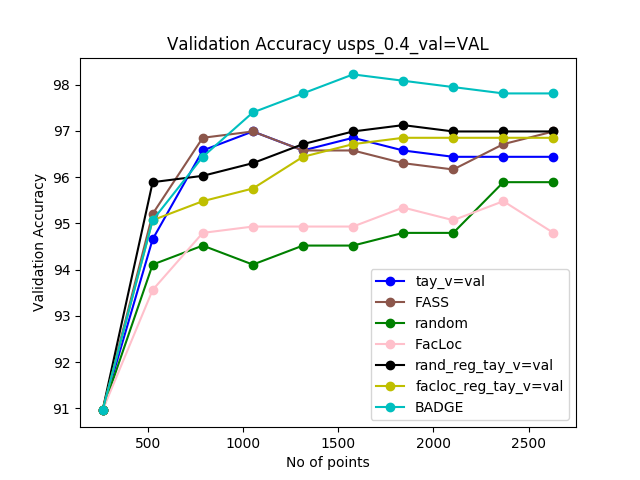 Validation Accuracy usps_0.4_val=VAL
98
97
96
95
94
93
92
91
Validation Accuracy
500
1000
1500
2000
2500
No of points
tay_v=val
FASS
random
FacLoc
rand_reg_tay_v=val
facloc_reg_tay_v=val
BADGE